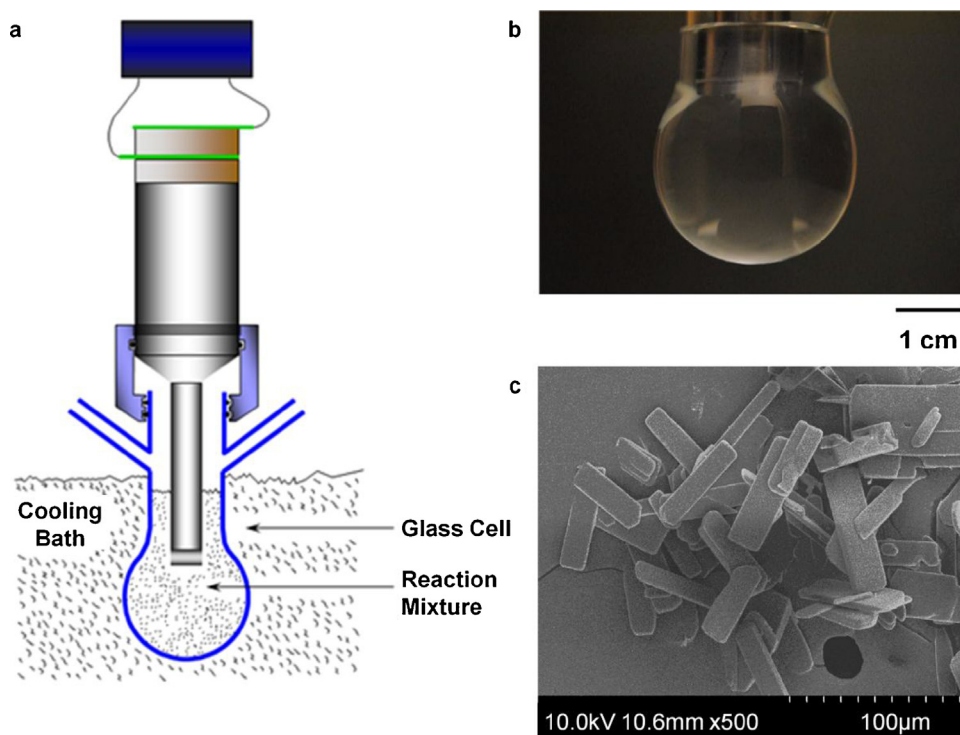 a
Cooling
Bath
Glass Cell
Reaction
Mixture
b
1 cm
c
10.0kV 10.6mm x500
100µm